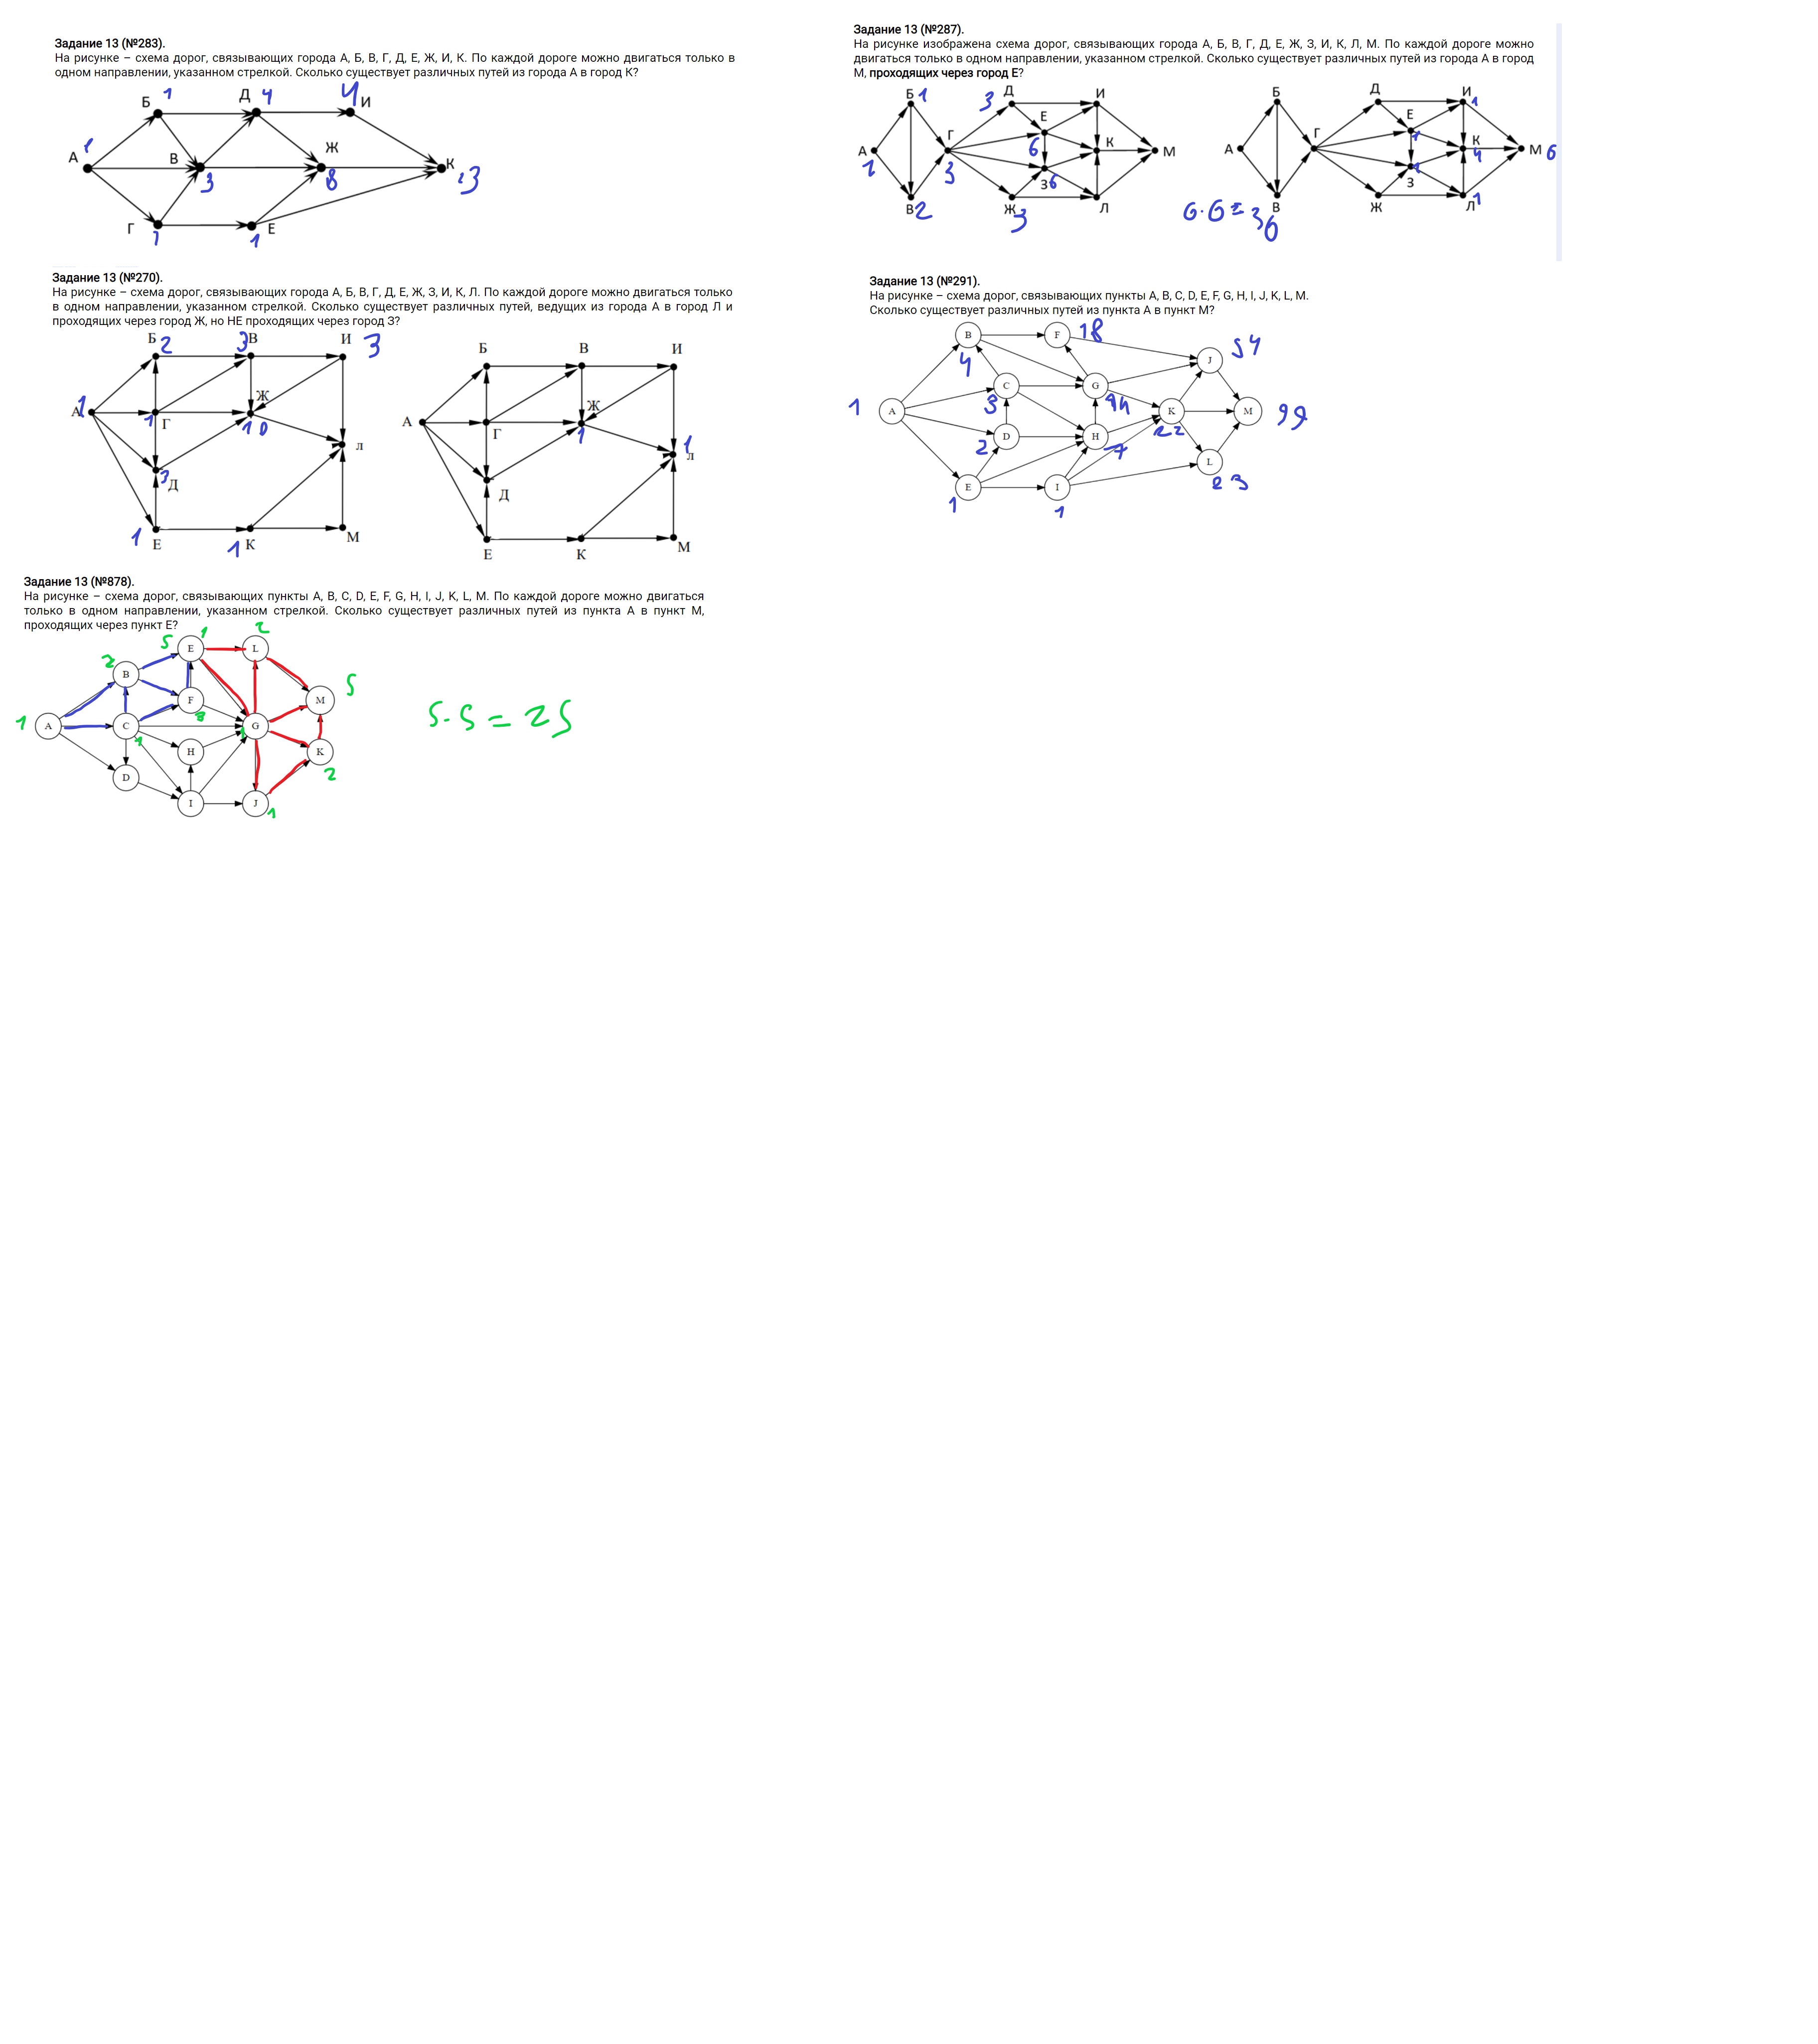 Задание 13 (№283).
На рисунке – схема дорог, связывающих города А, Б, В, Г, Д, Е, Ж, И, К. По каждой дороге можно двигаться только в
одном направлении, указанном стрелкой. Сколько существует различных путей из города А в город К?
Б 1 Д 4 4 И
А 1 В 3 Ж 8 К 13
Г 1 1 Е
Задание 13 (№287).
На рисунке изображена схема дорог, связывающих города А, Б, В, Г, Д, Е, Ж, З, И, К, Л, М. По каждой дороге можно
двигаться только в одном направлении, указанном стрелкой. Сколько существует различных путей из города А в город
М, проходящих через город Е?
Б 1 3 Д И
Г Е К
А 1 3 6 М
З 6
В 2 Ж 3 Л
Б Д И 1
Г Е 1 К 4
А М 6
1 З
В Ж Л 1
6·6=36
Задание 13 (№270).
На рисунке – схема дорог, связывающих города А, Б, В, Г, Д, Е, Ж, З, И, К, Л. По каждой дороге можно двигаться только
в одном направлении, указанном стрелкой. Сколько существует различных путей, ведущих из города А в город Л и
проходящих через город Ж, но НЕ проходящих через город З?
Б 2 3 В И 3
А 1 1 Г Ж 10
л
3 Д
1 Е 1 К М
Б В И
А Г Ж 1 1 л
Д
Е К М
Задание 13 (№291).
На рисунке – схема дорог, связывающих пункты A, B, C, D, E, F, G, H, I, J, K, L, M.
Сколько существует различных путей из пункта A в пункт M?
B 4 F 18 J 54
C 3 G 14
1 A K 22 M 99
D 2 H 7
L 23
E 1 I 1
Задание 13 (№878).
На рисунке – схема дорог, связывающих пункты A, B, C, D, E, F, G, H, I, J, K, L, M. По каждой дороге можно двигаться
только в одном направлении, указанном стрелкой. Сколько существует различных путей из пункта A в пункт M,
проходящих через пункт E?
5 E 1 L 2
2 B
F 3 M 5
1 A C 1 G 1
H K 2
D
I J 1
5·5=25